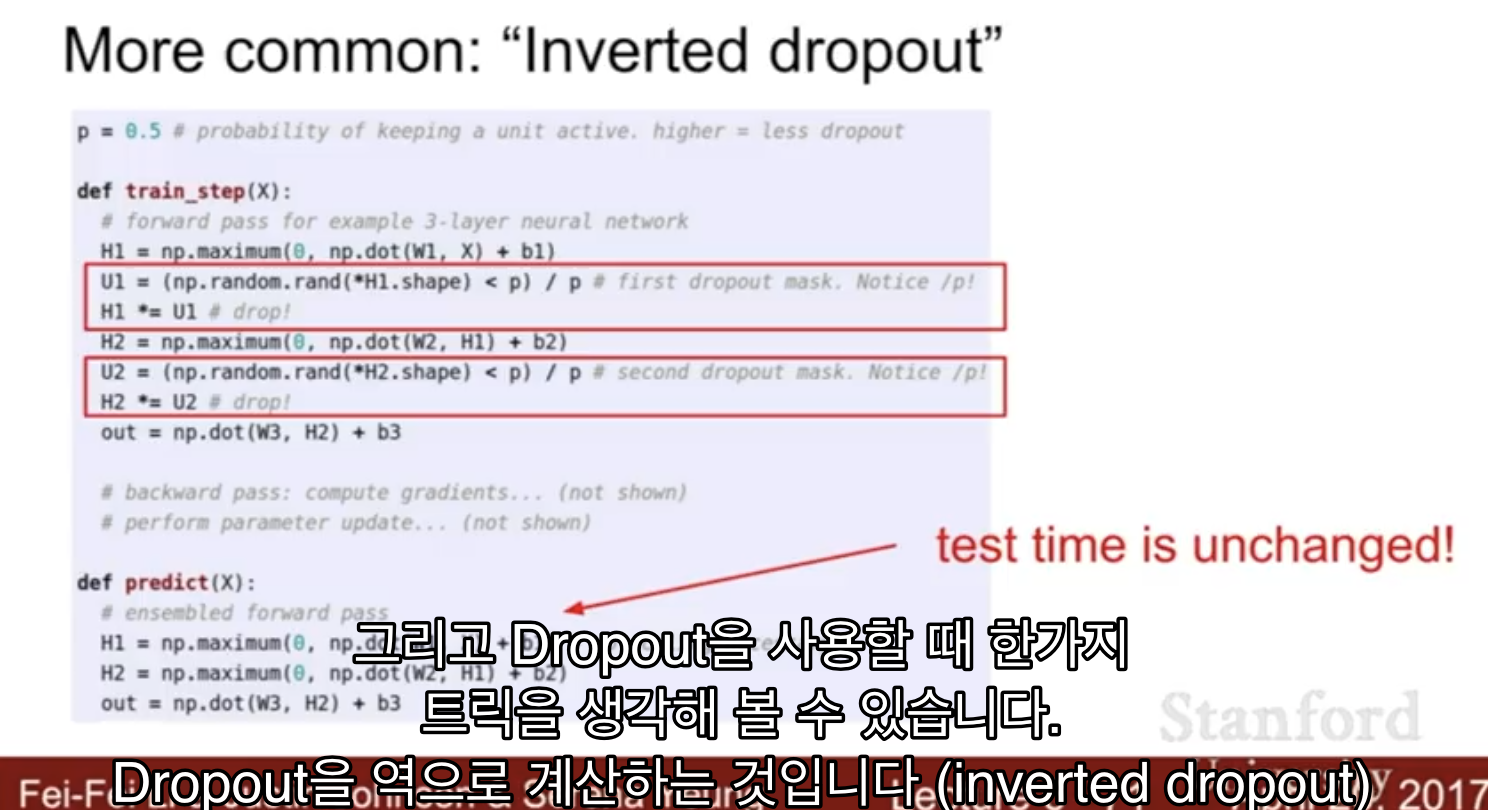 More common: “Inverted dropout”
p = 0.5 # probability of keeping a unit active. higher = less dropout
def train_step(X):
# forward pass for example 3-layer neural network
H1 = np.maximum(0, np.dot(W1, X) + b1)
U1 = (np.random.rand(*H1.shape) < p) / p # first dropout mask. Notice /p!
H1 *= U1 # drop!
H2 = np.maximum(0, np.dot(W2, H1) + b2)
U2 = (np.random.rand(*H2.shape) < p) / p # second dropout mask. Notice /p!
H2 *= U2 # drop!
out = np.dot(W3, H2) + b3
# backward pass: compute gradients... (not shown)
# perform parameter update... (not shown)
test time is unchanged!
def predict(X):
# ensembled forward pass
H1 = np.maximum(0,
H2 = np.maximum(0, np.dot(W2, H1) + b2)
out = np.dot(W3, H2) + b3
그리고 Dropout을 사용할 때 한가지
트릭을 생각해 볼 수 있습니다.
Dropout을 역으로 계산하는 것입니다 (inverted dropout)
Stanford
2017